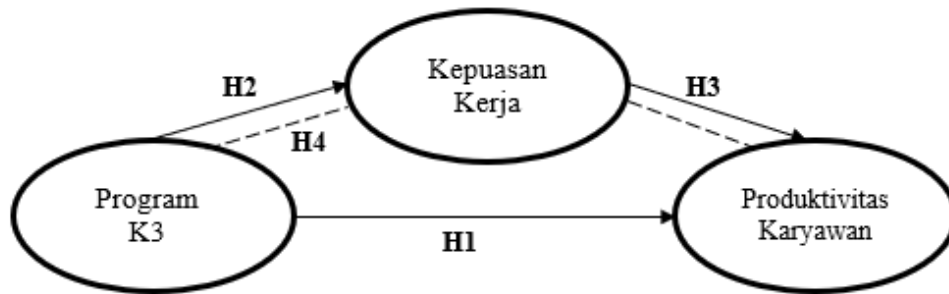 Kepuasan
Kerja
H2
H3
H4
Program
K3
Produktivitas
Karyawan
H1